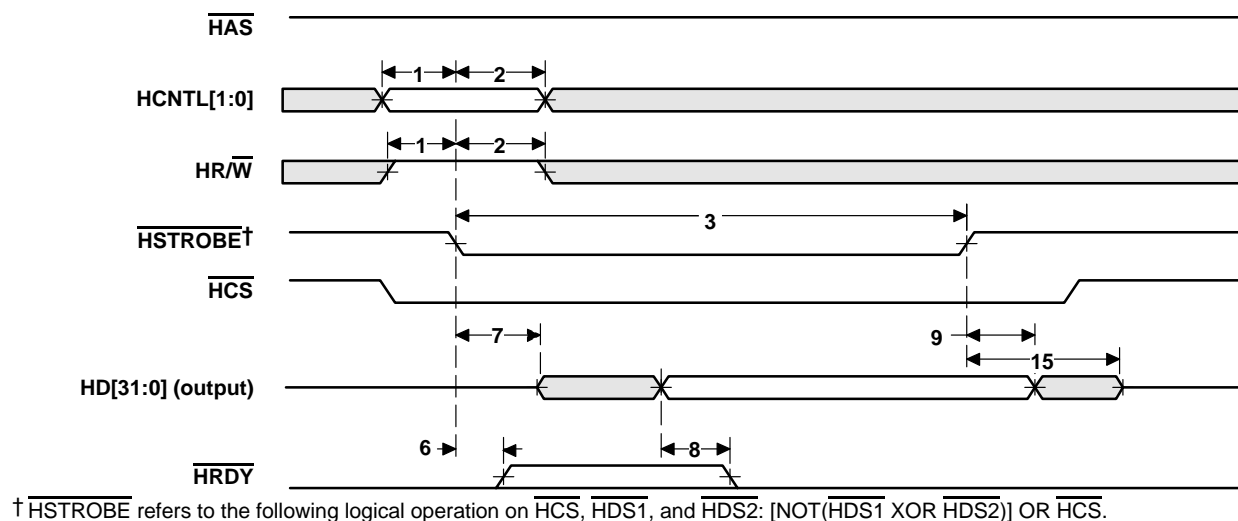 HAS
1 2
HCNTL[1:0]
1 2
HR/W
3
HSTROBE†
HCS
7 9
15
HD[31:0] (output)
6 8
HRDY
† HSTROBE refers to the following logical operation on HCS, HDS1, and HDS2: [NOT(HDS1 XOR HDS2)] OR HCS.